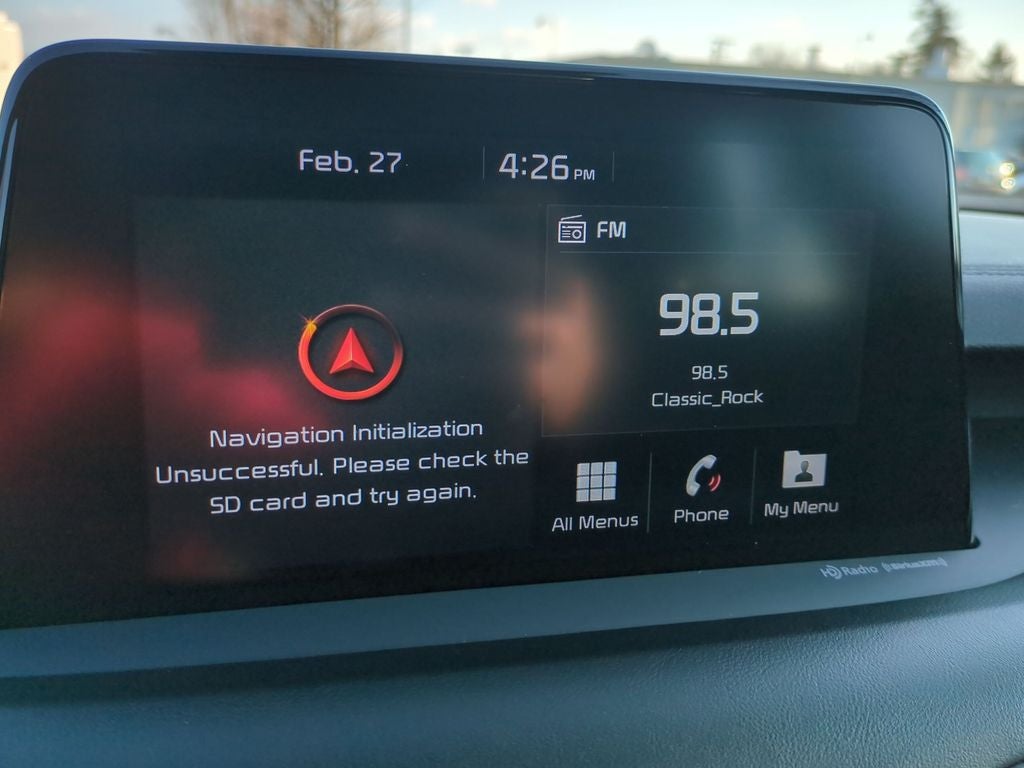 Feb. 27
4:26 PM
FM
98.5
98.5
Classic_Rock
Navigation Initialization
Unsuccessful. Please check the
SD card and try again.
All Menus
Phone
My Menu
HD Radio ((SiriusXM))